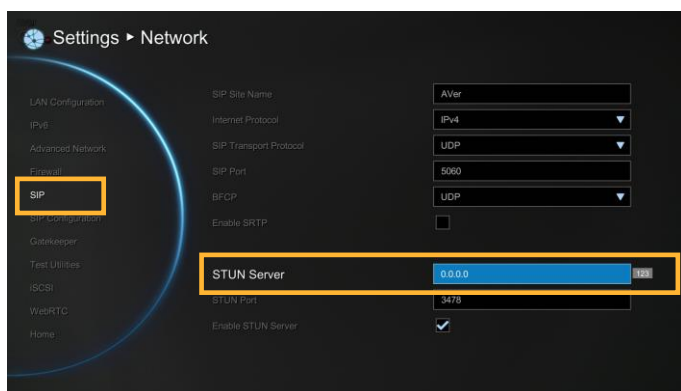 Settings ▸ Network
LAN Configuration
IPv6
Advanced Network
Firewall
SIP
SIP Configuration
Gatekeeper
Test Utilities
iSCSI
WebRTC
Home
SIP Site Name AVer
Internet Protocol IPv4
SIP Transport Protocol UDP
SIP Port 5060
BFCP UDP
Enable SRTP
STUN Server 0.0.0.0 123
STUN Port 3478
Enable STUN Server